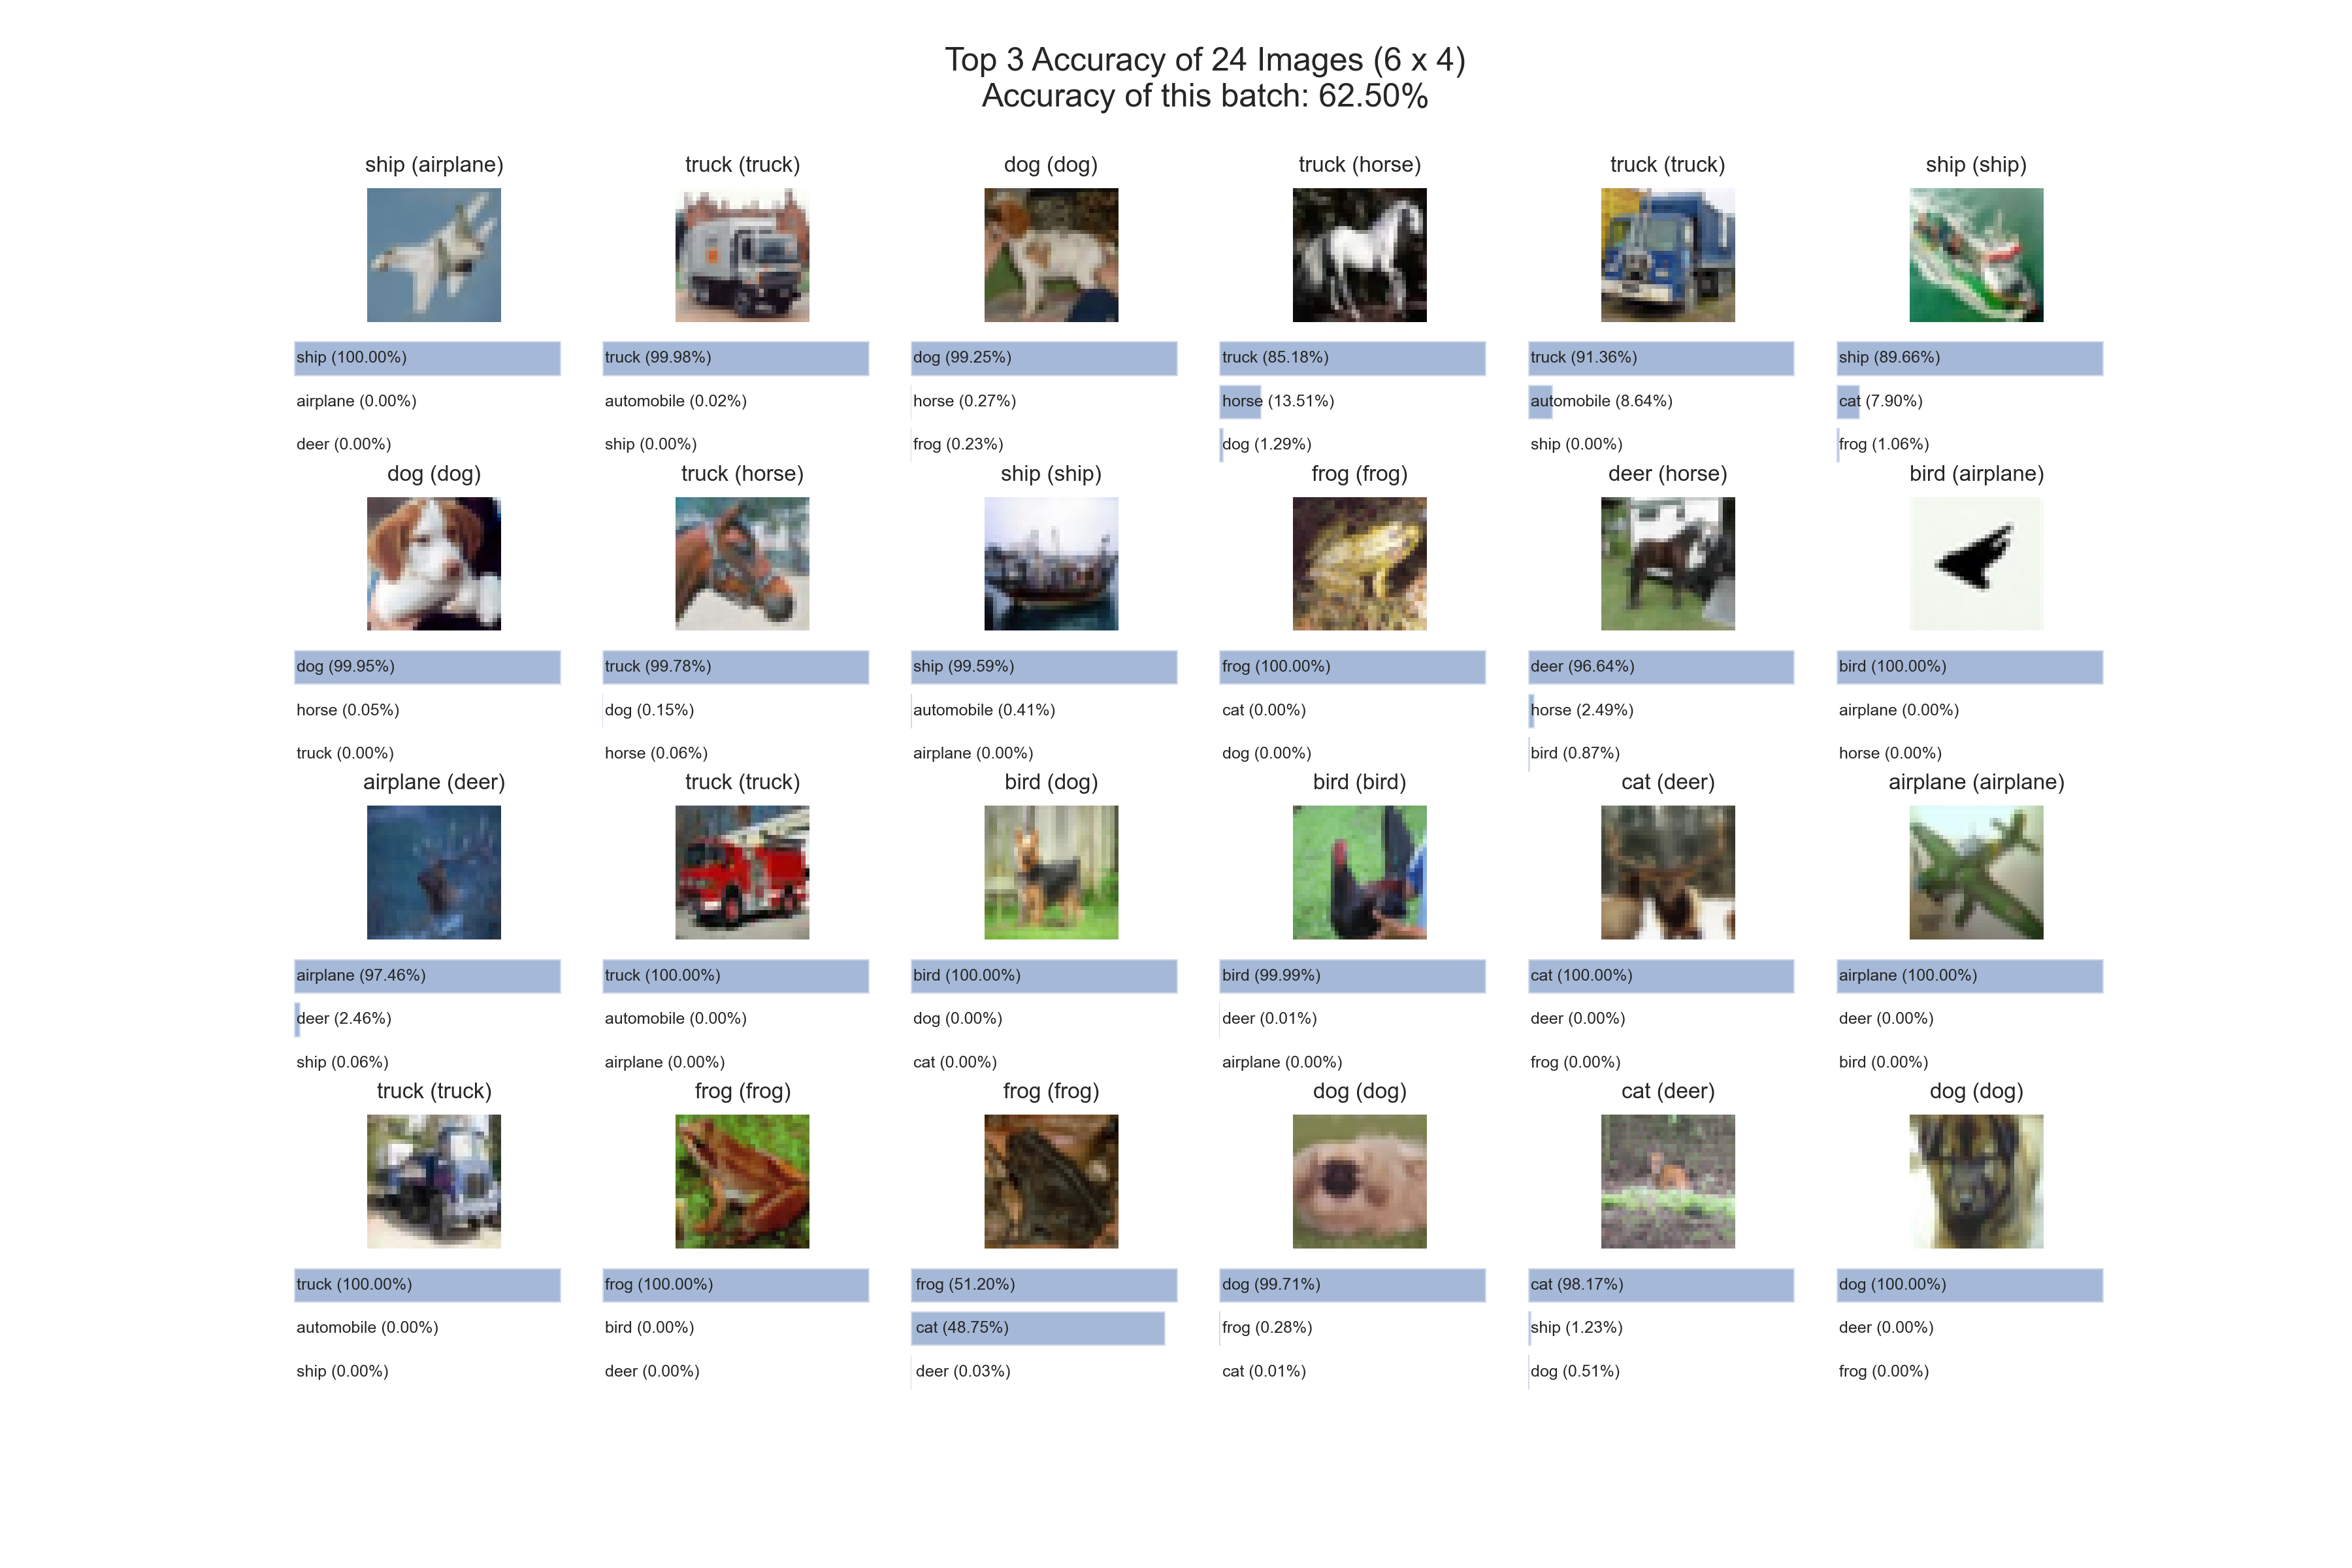 Top 3 Accuracy of 24 Images (6 x 4)
Accuracy of this batch: 62.50%
ship (airplane)
ship (100.00%)
airplane (0.00%)
deer (0.00%)
truck (truck)
truck (99.98%)
automobile (0.02%)
ship (0.00%)
dog (dog)
dog (99.25%)
horse (0.27%)
frog (0.23%)
truck (horse)
truck (85.18%)
horse (13.51%)
dog (1.29%)
truck (truck)
truck (91.36%)
automobile (8.64%)
ship (0.00%)
ship (ship)
ship (89.66%)
cat (7.90%)
frog (1.06%)
dog (dog)
dog (99.95%)
horse (0.05%)
truck (0.00%)
truck (horse)
truck (99.78%)
dog (0.15%)
horse (0.06%)
ship (ship)
ship (99.59%)
automobile (0.41%)
airplane (0.00%)
frog (frog)
frog (100.00%)
cat (0.00%)
dog (0.00%)
deer (horse)
deer (96.64%)
horse (2.49%)
bird (0.87%)
bird (airplane)
bird (100.00%)
airplane (0.00%)
horse (0.00%)
airplane (deer)
airplane (97.46%)
deer (2.46%)
ship (0.06%)
truck (truck)
truck (100.00%)
automobile (0.00%)
airplane (0.00%)
bird (dog)
bird (100.00%)
dog (0.00%)
cat (0.00%)
bird (bird)
bird (99.99%)
deer (0.01%)
airplane (0.00%)
cat (deer)
cat (100.00%)
deer (0.00%)
frog (0.00%)
airplane (airplane)
airplane (100.00%)
deer (0.00%)
bird (0.00%)
truck (truck)
truck (100.00%)
automobile (0.00%)
ship (0.00%)
frog (frog)
frog (100.00%)
bird (0.00%)
deer (0.00%)
frog (frog)
frog (51.20%)
cat (48.75%)
deer (0.03%)
dog (dog)
dog (99.71%)
frog (0.28%)
cat (0.01%)
cat (deer)
cat (98.17%)
ship (1.23%)
dog (0.51%)
dog (dog)
dog (100.00%)
deer (0.00%)
frog (0.00%)